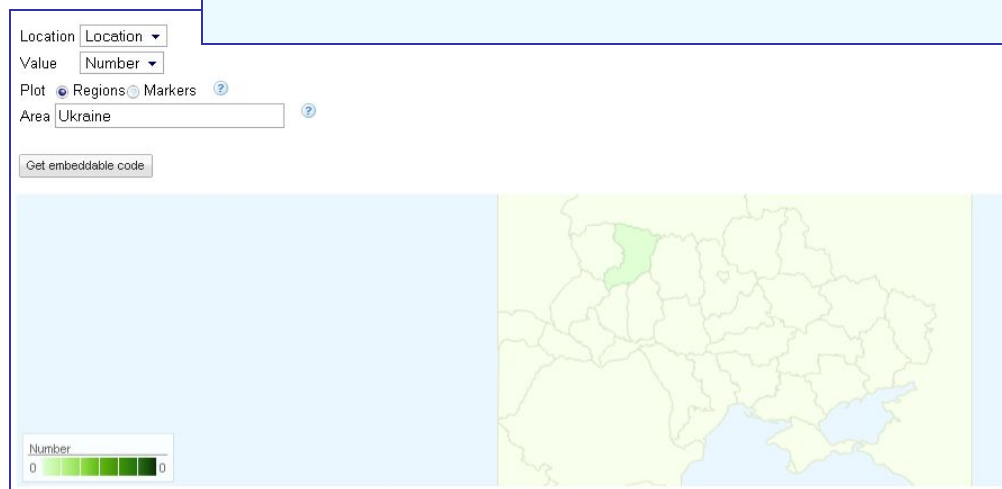 Location Location
Value Number
Plot Regions Markers ?
Area Ukraine ?
Get embeddable code
Number
0 0